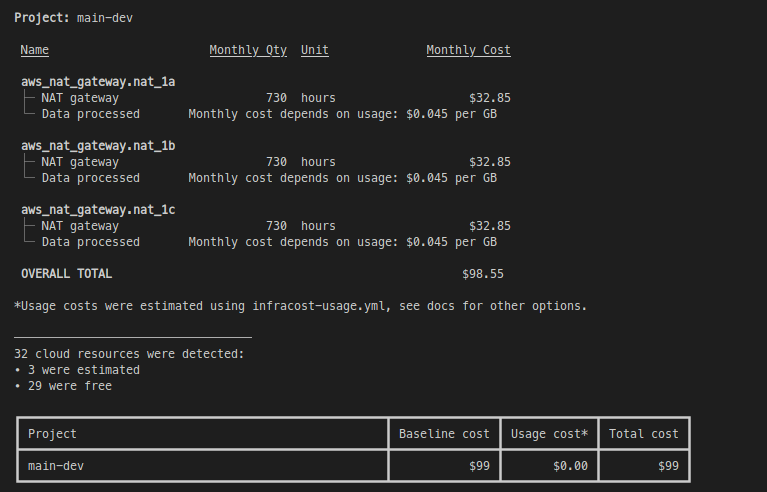 Project: main-dev
Name Monthly Qty Unit Monthly Cost
aws_nat_gateway.nat_1a
├─ NAT gateway 730 hours $32.85
└─ Data processed Monthly cost depends on usage: $0.045 per GB
aws_nat_gateway.nat_1b
├─ NAT gateway 730 hours $32.85
└─ Data processed Monthly cost depends on usage: $0.045 per GB
aws_nat_gateway.nat_1c
├─ NAT gateway 730 hours $32.85
└─ Data processed Monthly cost depends on usage: $0.045 per GB
OVERALL TOTAL $98.55
*Usage costs were estimated using infracost-usage.yml, see docs for other options.
32 cloud resources were detected:
• 3 were estimated
• 29 were free
Project Baseline cost Usage cost* Total cost
main-dev $99 $0.00 $99